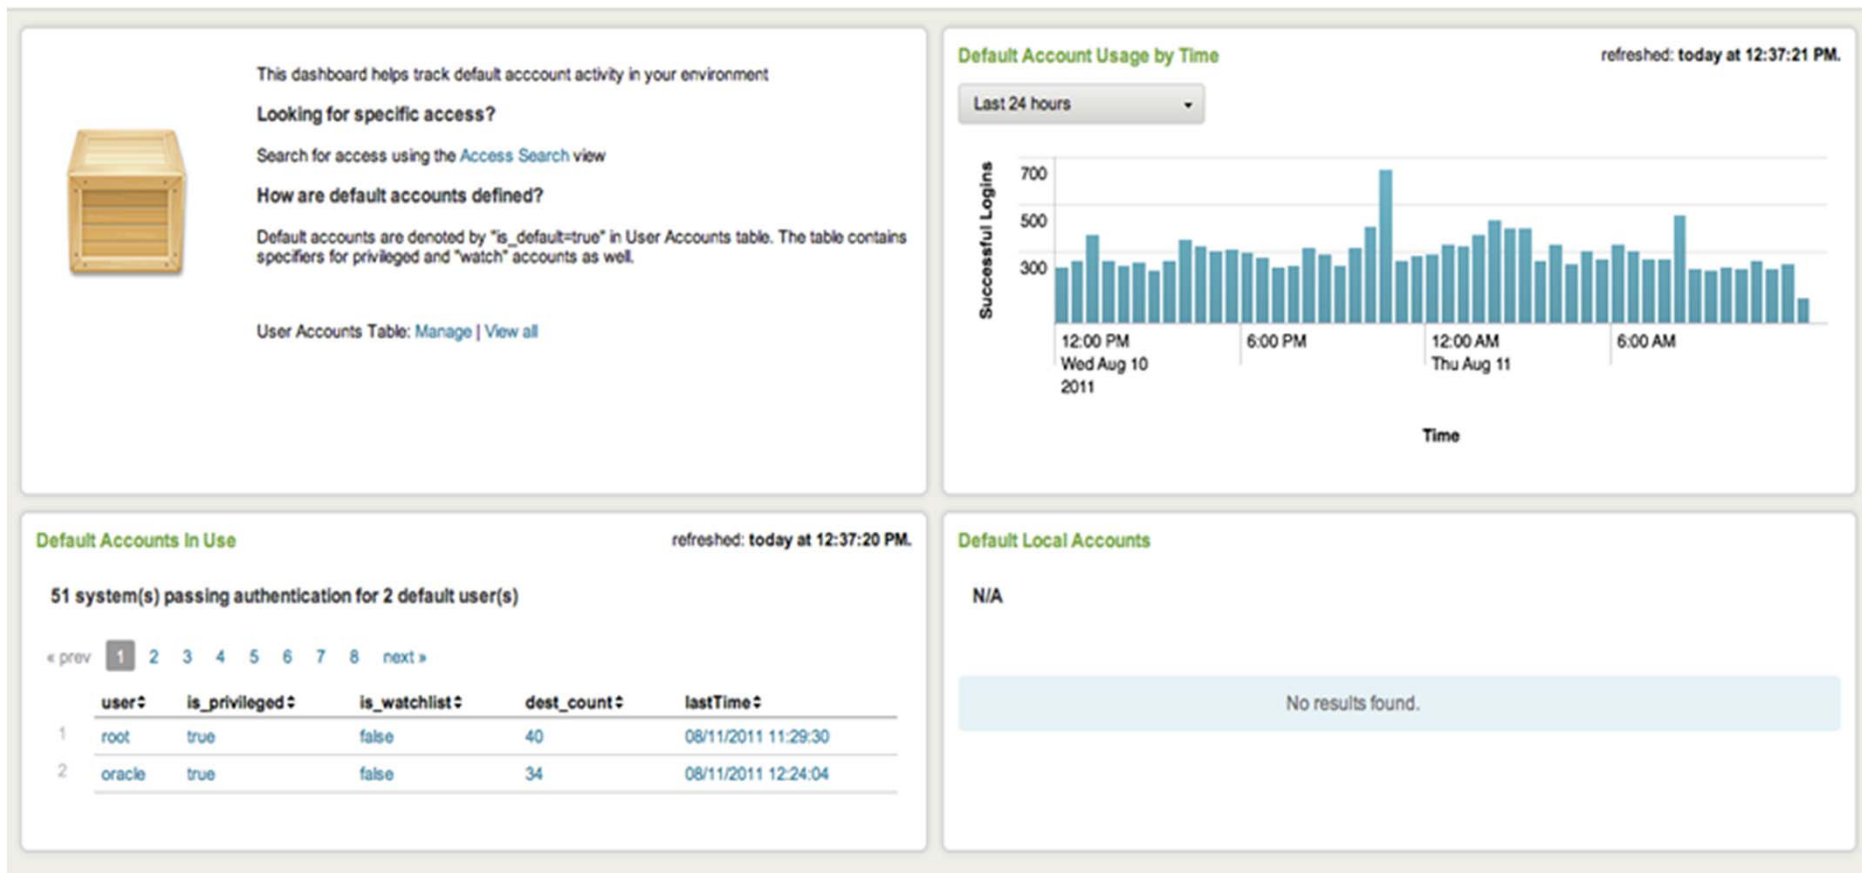 This dashboard helps track default acccount activity in your environment
Looking for specific access?
Search for access using the Access Search view
How are default accounts defined?
Default accounts are denoted by "is_default=true" in User Accounts table. The table contains
specifiers for privileged and "watch" accounts as well.
User Accounts Table: Manage | View all
Default Account Usage by Time
refreshed: today at 12:37:21 PM.
Last 24 hours
Successful Logins
700
500
300
12:00 PM
Wed Aug 10
2011
6:00 PM
12:00 AM
Thu Aug 11
6:00 AM
Time
Default Accounts In Use
refreshed: today at 12:37:20 PM.
51 system(s) passing authentication for 2 default user(s)
« prev 1 2 3 4 5 6 7 8 next »
user is_privileged is_watchlist dest_count lastTime
1 root true false 40 08/11/2011 11:29:30
2 oracle true false 34 08/11/2011 12:24:04
Default Local Accounts
N/A
No results found.